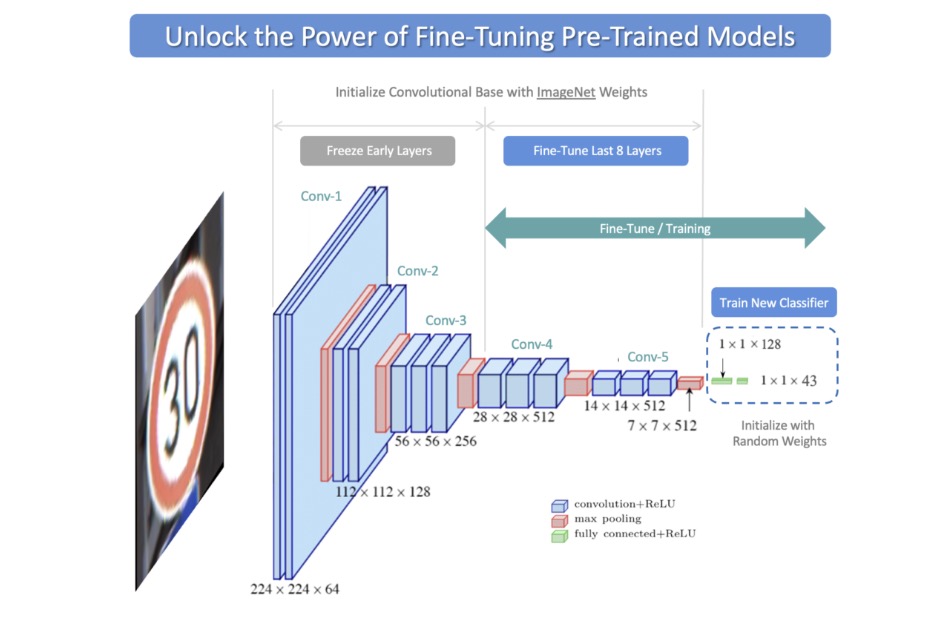 Unlock the Power of Fine-Tuning Pre-Trained Models
Initialize Convolutional Base with ImageNet Weights
Freeze Early Layers
Fine-Tune Last 8 Layers
Conv-1
Fine-Tune / Training
Conv-2
Train New Classifier
Conv-3
Conv-4
Conv-5
1 × 1 × 128
1 × 1 × 43
30
28 × 28 × 512
14 × 14 × 512
7 × 7 × 512
Initialize with
Random Weights
56 × 56 × 256
112 × 112 × 128
convolution+ReLU
max pooling
fully connected+ReLU
224 × 224 × 64